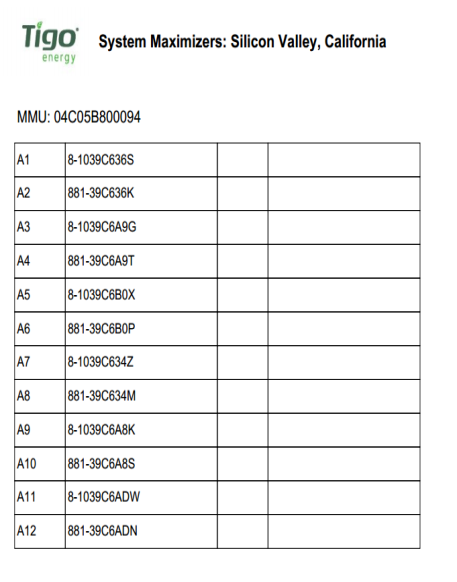 Tigo
energy
System Maximizers: Silicon Valley, California
MMU: 04C05B800094
A1 8-1039C636S
A2 881-39C636K
A3 8-1039C6A9G
A4 881-39C6A9T
A5 8-1039C6B0X
A6 881-39C6B0P
A7 8-1039C634Z
A8 881-39C634M
A9 8-1039C6A8K
A10 881-39C6A8S
A11 8-1039C6ADW
A12 881-39C6ADN